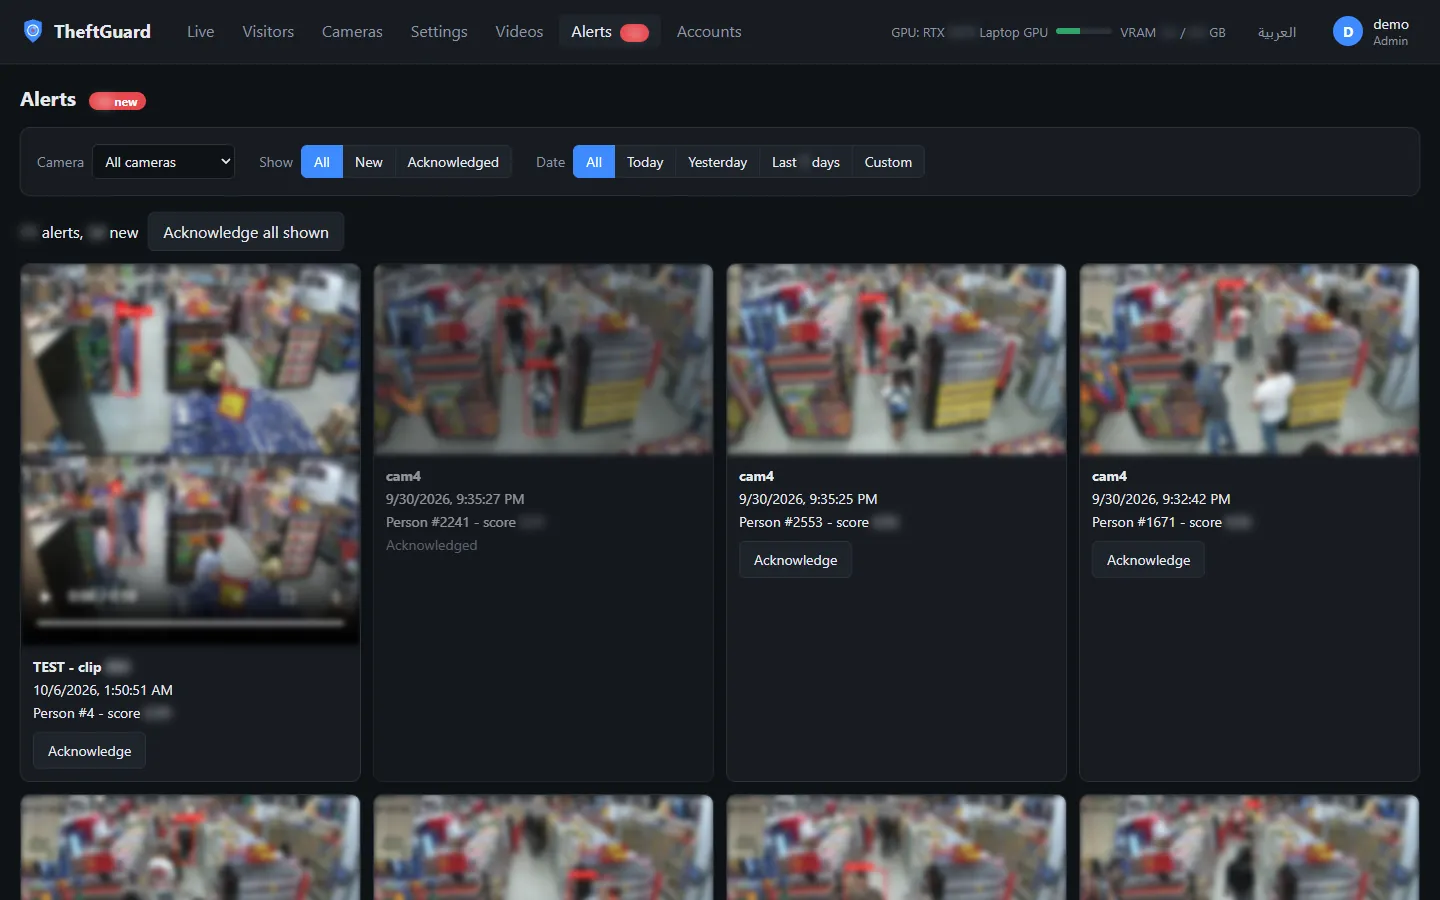 TheftGuard Live Visitors Cameras Settings Videos Alerts Accounts GPU: RTX Laptop GPU VRAM / GB العربية D demo
Admin
Alerts new
Camera All cameras Show All New Acknowledged Date All Today Yesterday Last days Custom
alerts, new Acknowledge all shown
cam4
9/30/2026, 9:35:27 PM
Person #2241 - score
Acknowledged
cam4
9/30/2026, 9:35:25 PM
Person #2553 - score
Acknowledge
cam4
9/30/2026, 9:32:42 PM
Person #1671 - score
Acknowledge
TEST - clip
10/6/2026, 1:50:51 AM
Person #4 - score
Acknowledge